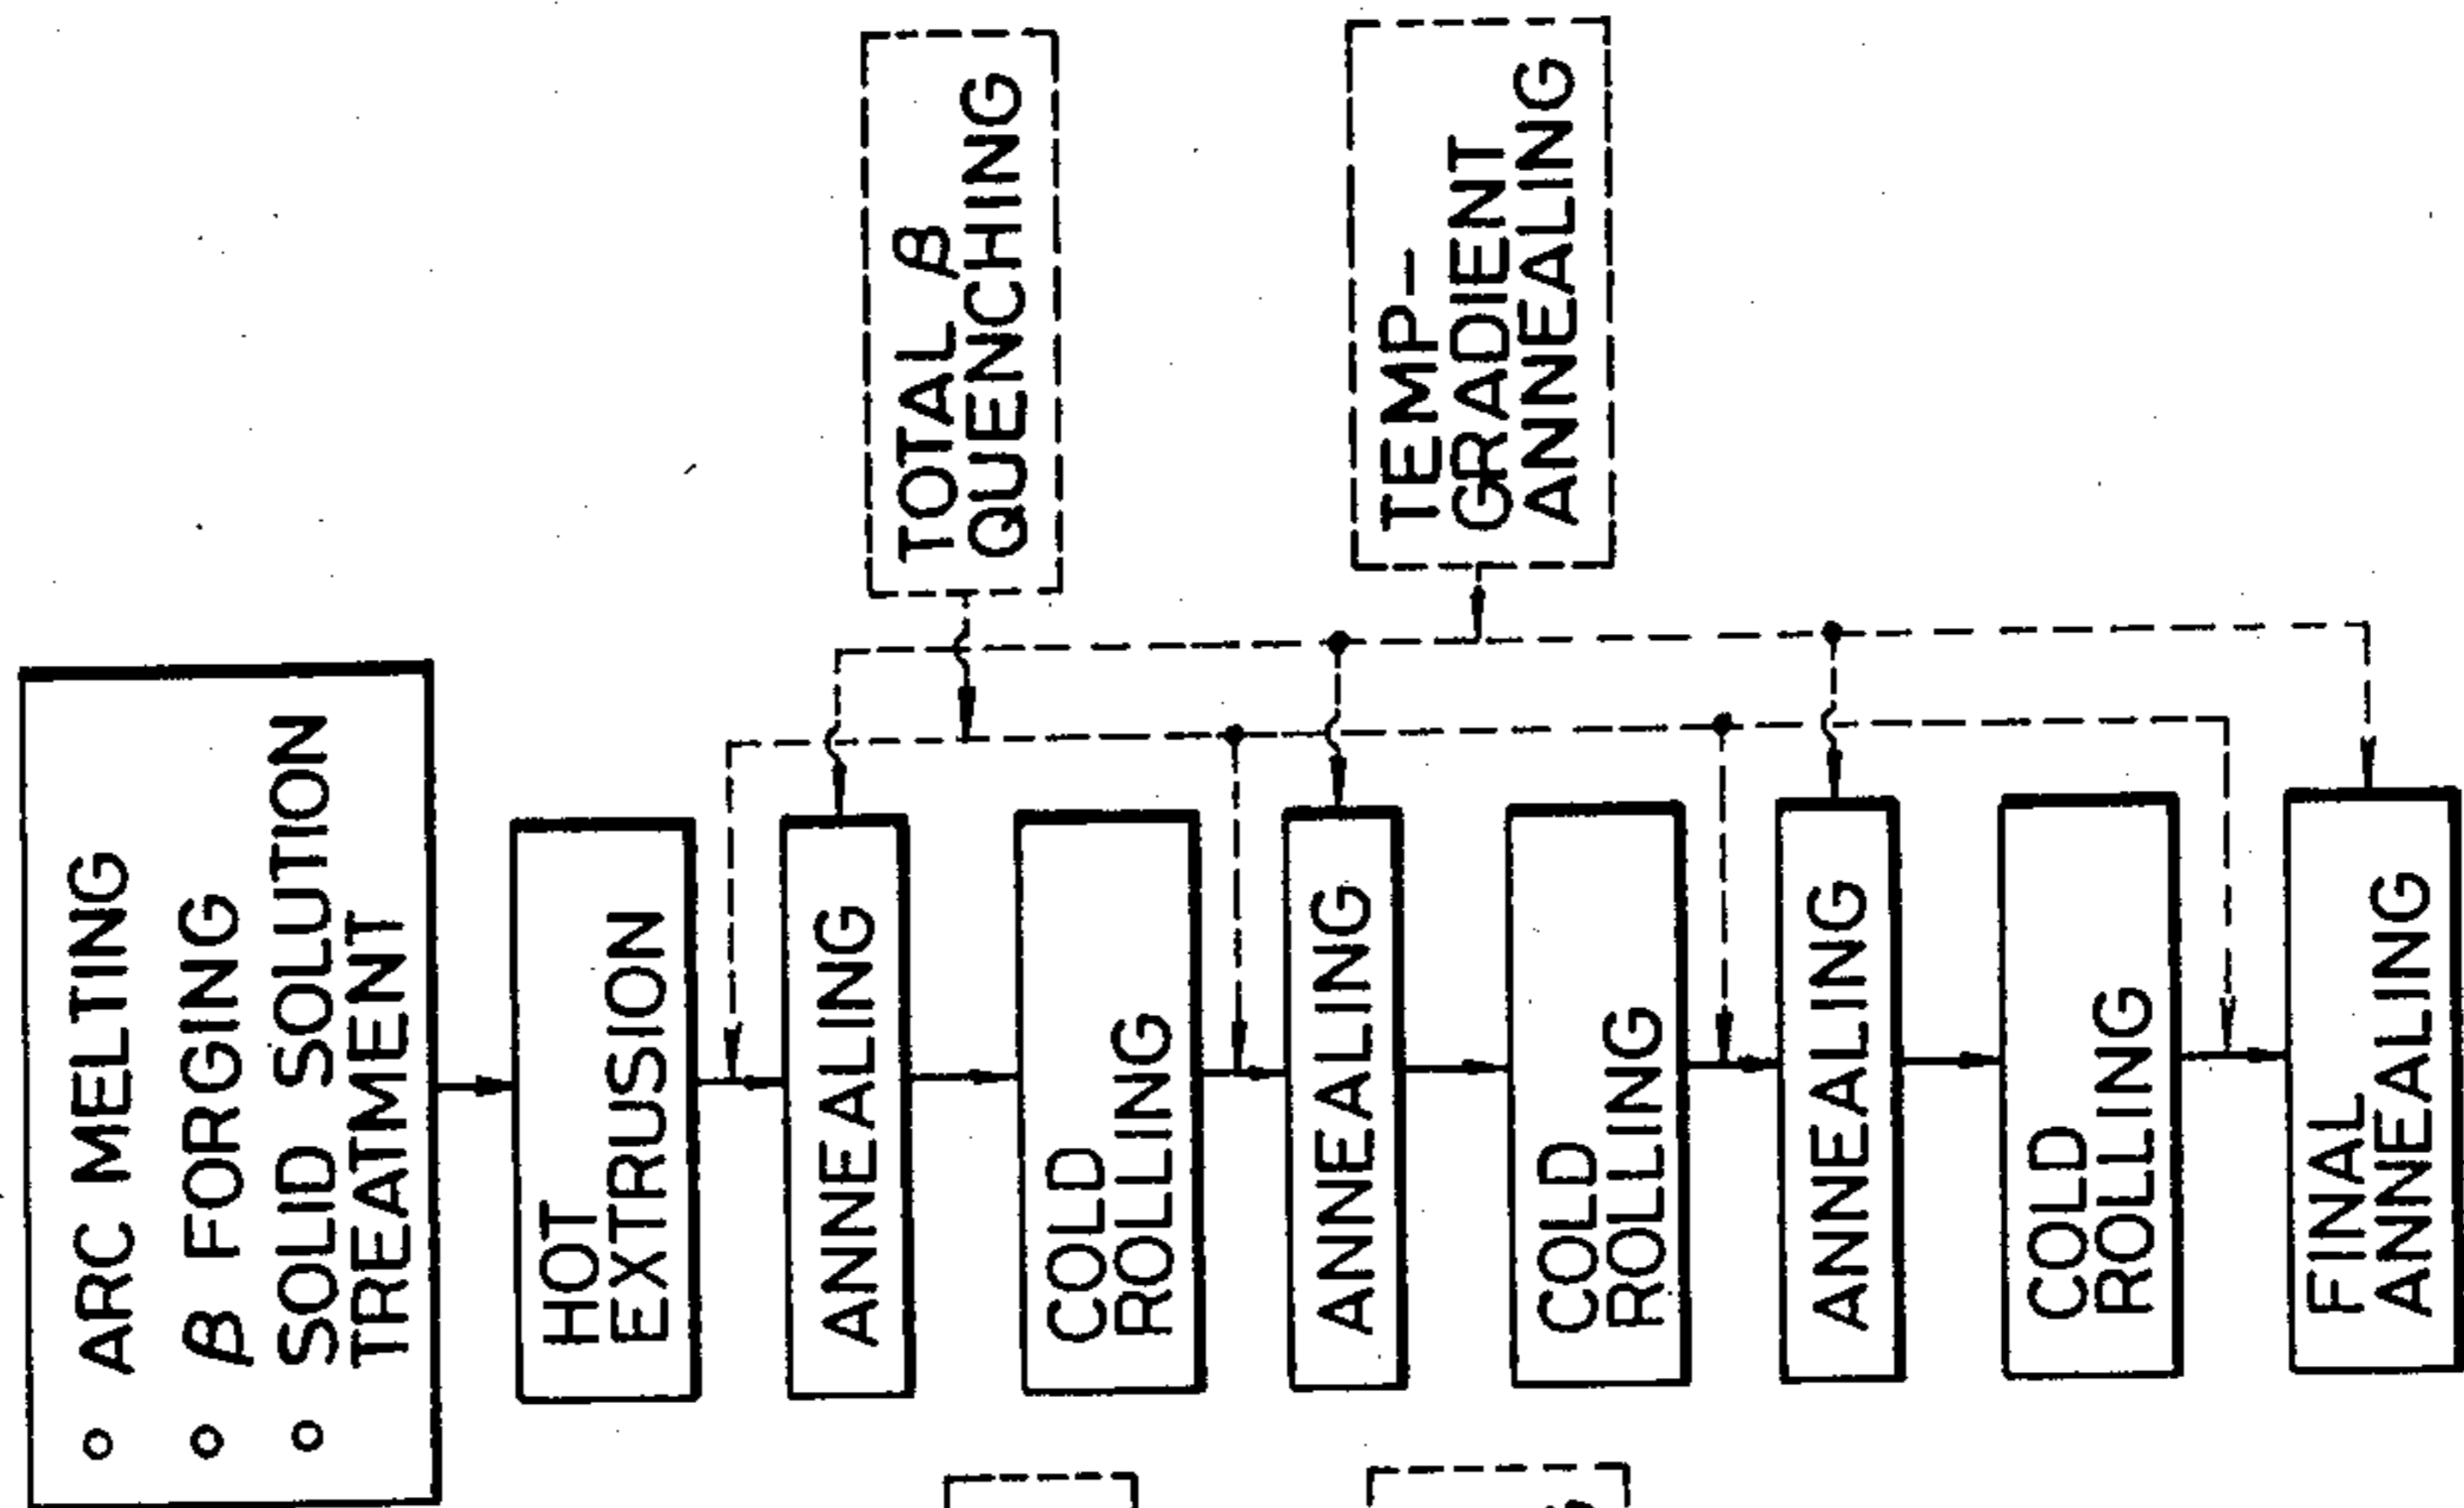 ○ ARC MELTING
○ β FORGING
○ SOLID SOLUTION
TREATMENT
HOT
EXTRUSION
ANNEALING
COLD
ROLLING
ANNEALING
COLD
ROLLING
ANNEALING
COLD
ROLLING
FINAL
ANNEALING
TOTAL β
QUENCHING
TEMP-
GRADIENT
ANNEALING